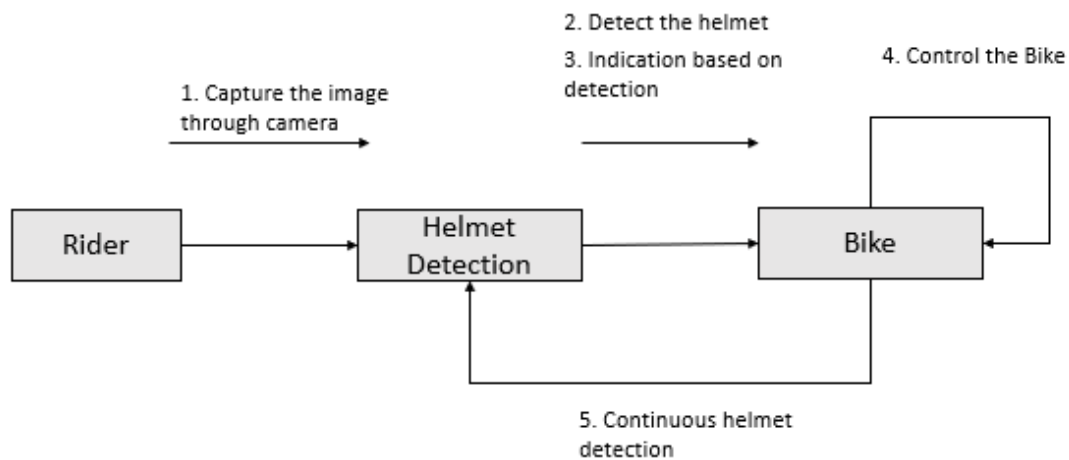 2. Detect the helmet
3. Indication based on
detection
4. Control the Bike
1. Capture the image
through camera
Rider
Helmet
Detection
Bike
5. Continuous helmet
detection